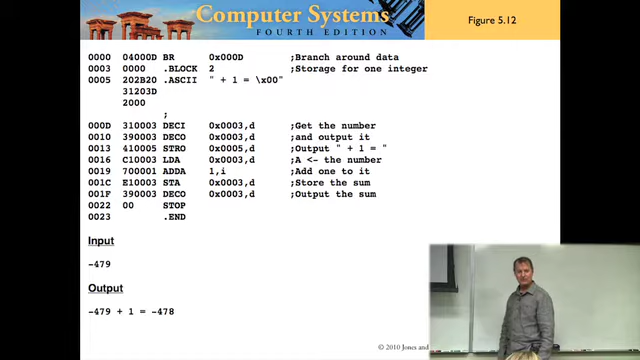 Computer Systems
FOURTH EDITION
Figure 5.12
0000 04000D BR 0x000D ;Branch around data
0003 0000 .BLOCK 2 ;Storage for one integer
0005 202B20 .ASCII " + 1 = \x00"
31203D
2000
;
000D 310003 DECI 0x0003,d ;Get the number
0010 390003 DECO 0x0003,d ;and output it
0013 410005 STRO 0x0005,d ;Output " + 1 = "
0016 C10003 LDA 0x0003,d ;A <- the number
0019 700001 ADDA 1,i ;Add one to it
001C E10003 STA 0x0003,d ;Store the sum
001F 390003 DECO 0x0003,d ;Output the sum
0022 00 STOP
0023 .END
Input
-479
Output
-479 + 1 = -478
© 2010 Jones and